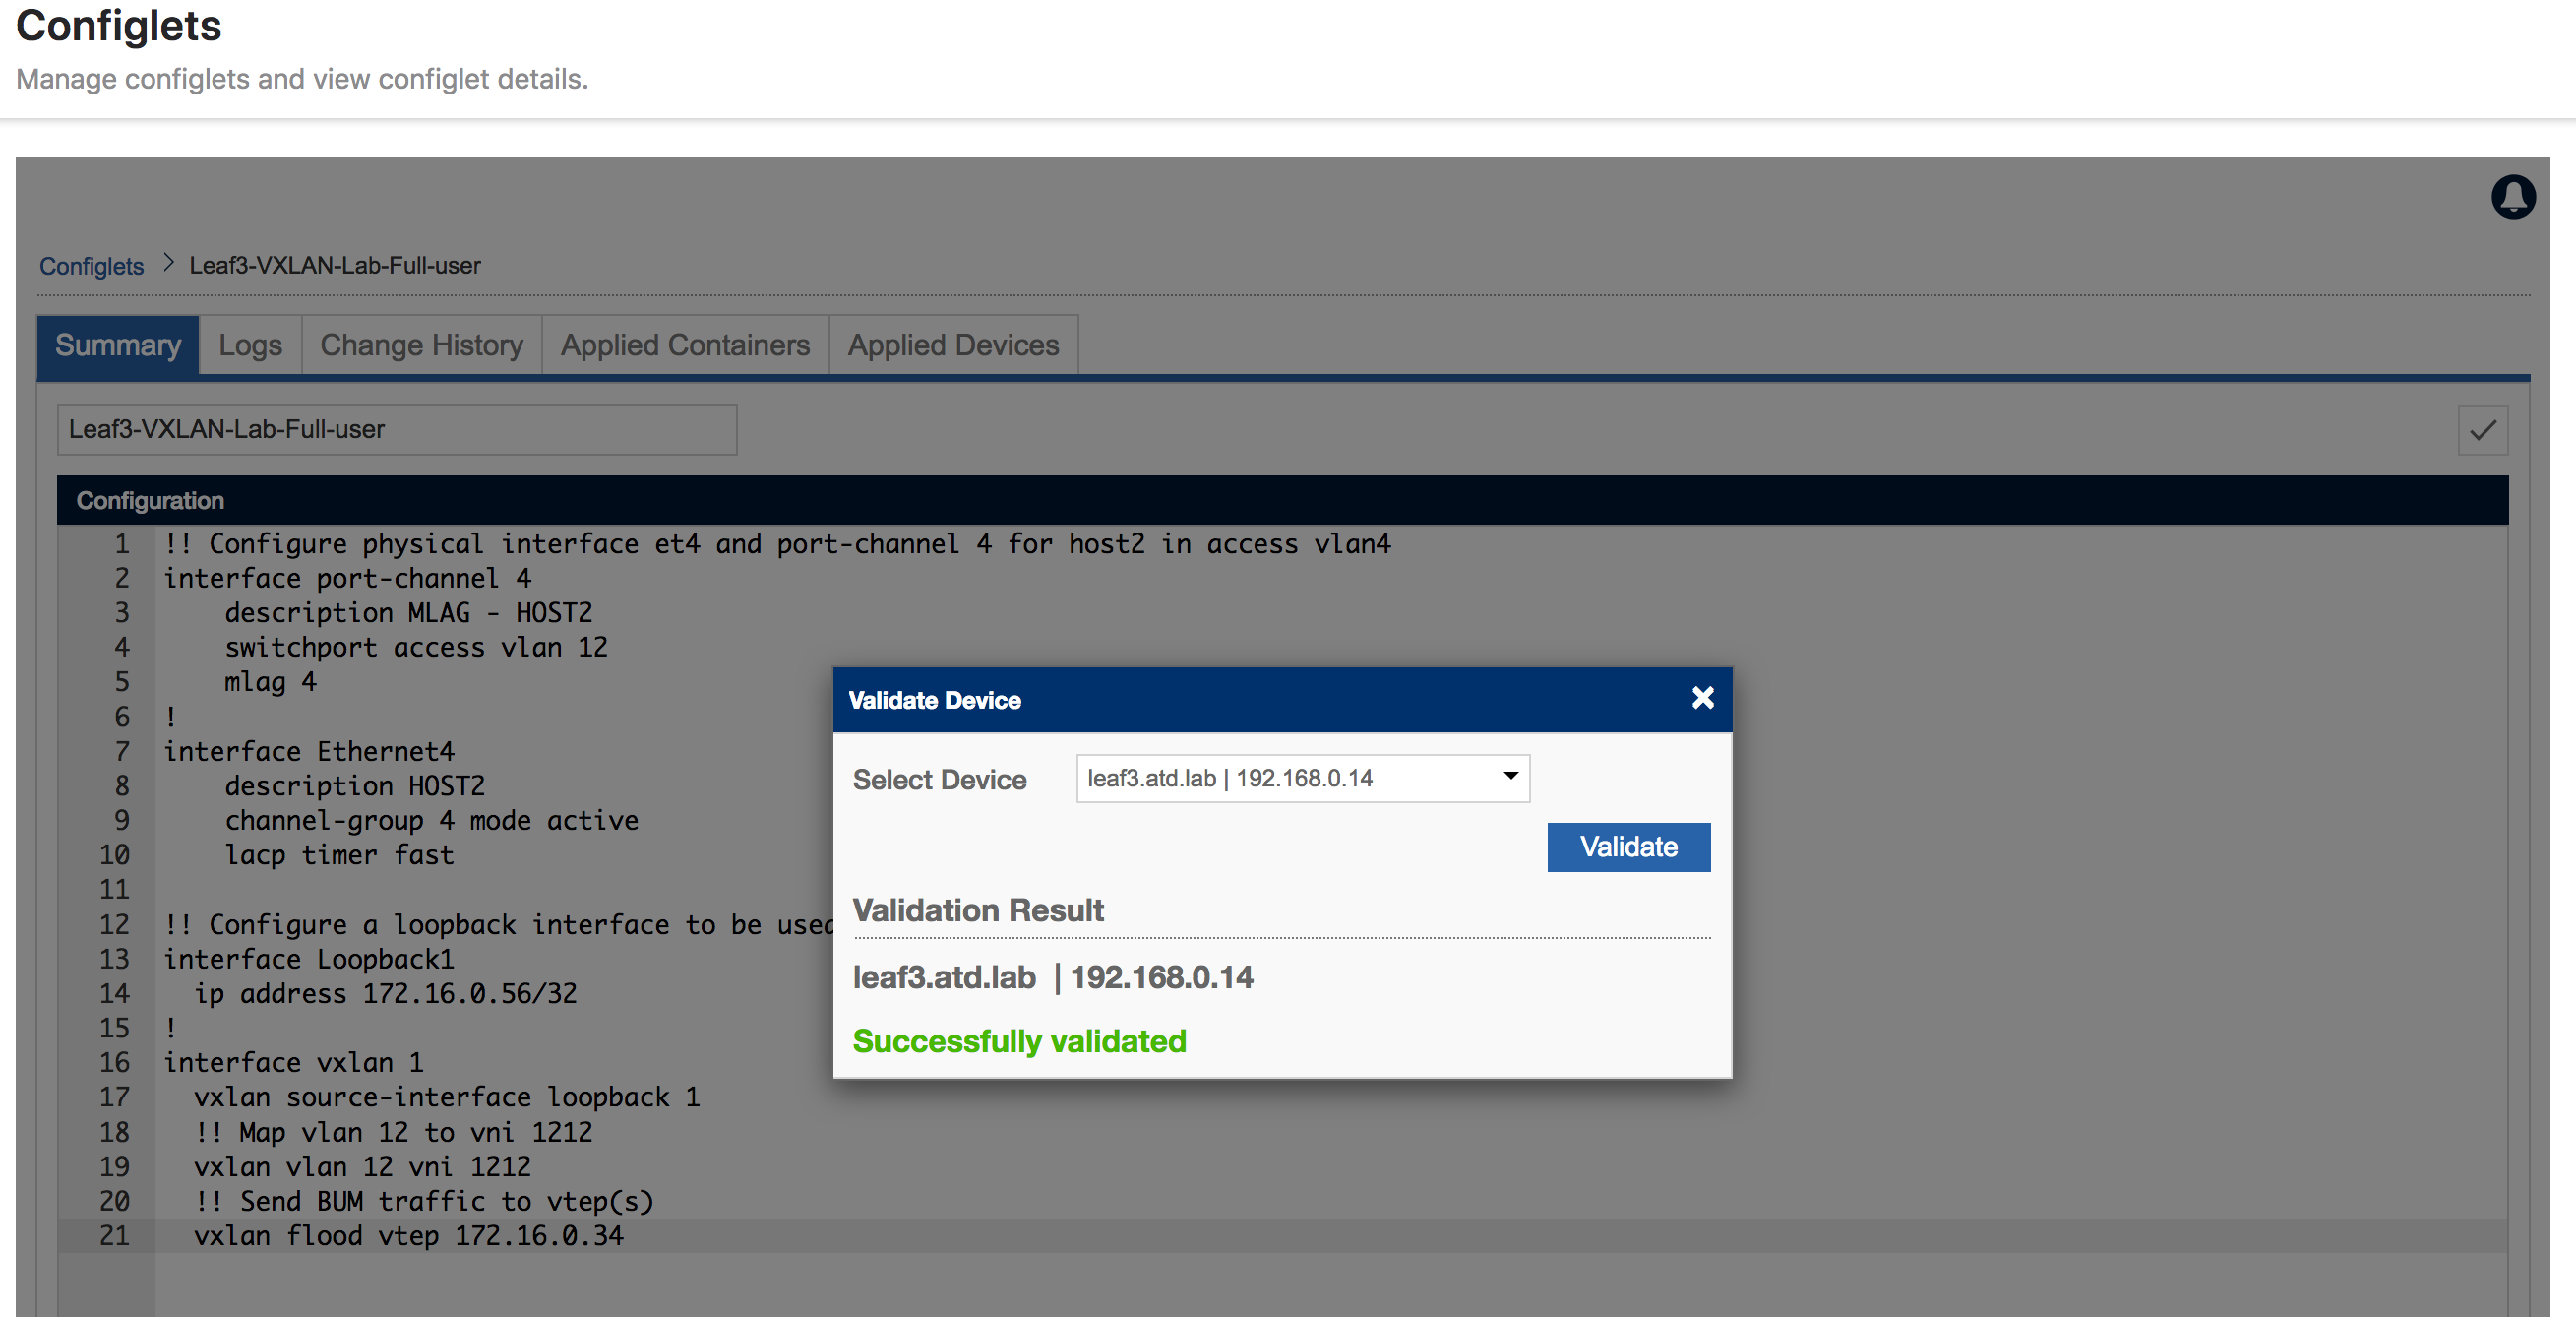 Configlets
Manage configlets and view configlet details.
Configlets > Leaf3-VXLAN-Lab-Full-user
Summary Logs Change History Applied Containers Applied Devices
Leaf3-VXLAN-Lab-Full-user
Configuration
1 !! Configure physical interface et4 and port-channel 4 for host2 in access vlan4
2 interface port-channel 4
3 description MLAG - HOST2
4 switchport access vlan 12
5 mlag 4
6 !
7 interface Ethernet4
8 description HOST2
9 channel-group 4 mode active
10 lacp timer fast
11
12 !! Configure a loopback interface to be used
13 interface Loopback1
14 ip address 172.16.0.56/32
15 !
16 interface vxlan 1
17 vxlan source-interface loopback 1
18 !! Map vlan 12 to vni 1212
19 vxlan vlan 12 vni 1212
20 !! Send BUM traffic to vtep(s)
21 vxlan flood vtep 172.16.0.34
Validate Device
Select Device leaf3.atd.lab | 192.168.0.14
Validate
Validation Result
leaf3.atd.lab | 192.168.0.14
Successfully validated